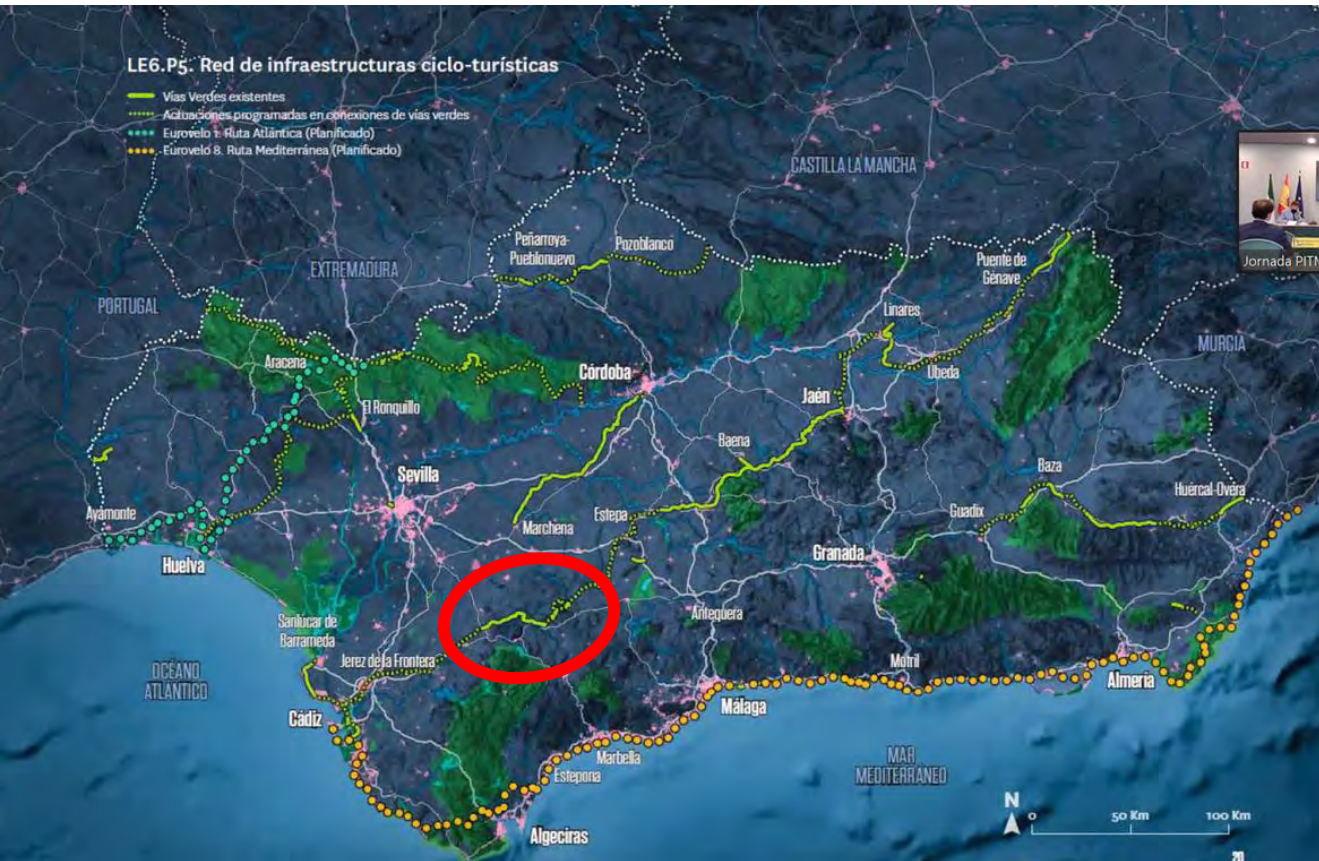 LE6.P5. Red de infraestructuras ciclo-turísticas
Vías Verdes existentes
Actuaciones programadas en conexiones de vías verdes
Eurovelo 1. Ruta Atlántica (Planificado)
Eurovelo 8. Ruta Mediterránea (Planificado)
CASTILLA LA MANCHA
Jornada PITM
Peñarroya-
Pueblonuevo
Pozoblanco
EXTREMADURA
Puente de
Génave
PORTUGAL
Linares
MURCIA
Aracena
Córdoba
Úbeda
Jaén
El Ronquillo
Baena
Sevilla
Baza
Huércal-Overa
Ayamonte
Estepa
Guadix
Marchena
Granada
Huelva
Antequera
Sanlúcar de
Barrameda
Jerez de la Frontera
Motril
OCÉANO
ATLÁNTICO
Almería
Málaga
Cádiz
Marbella
MAR
MEDITERRÁNEO
Estepona
N
0 50 Km 100 Km
Algeciras
20